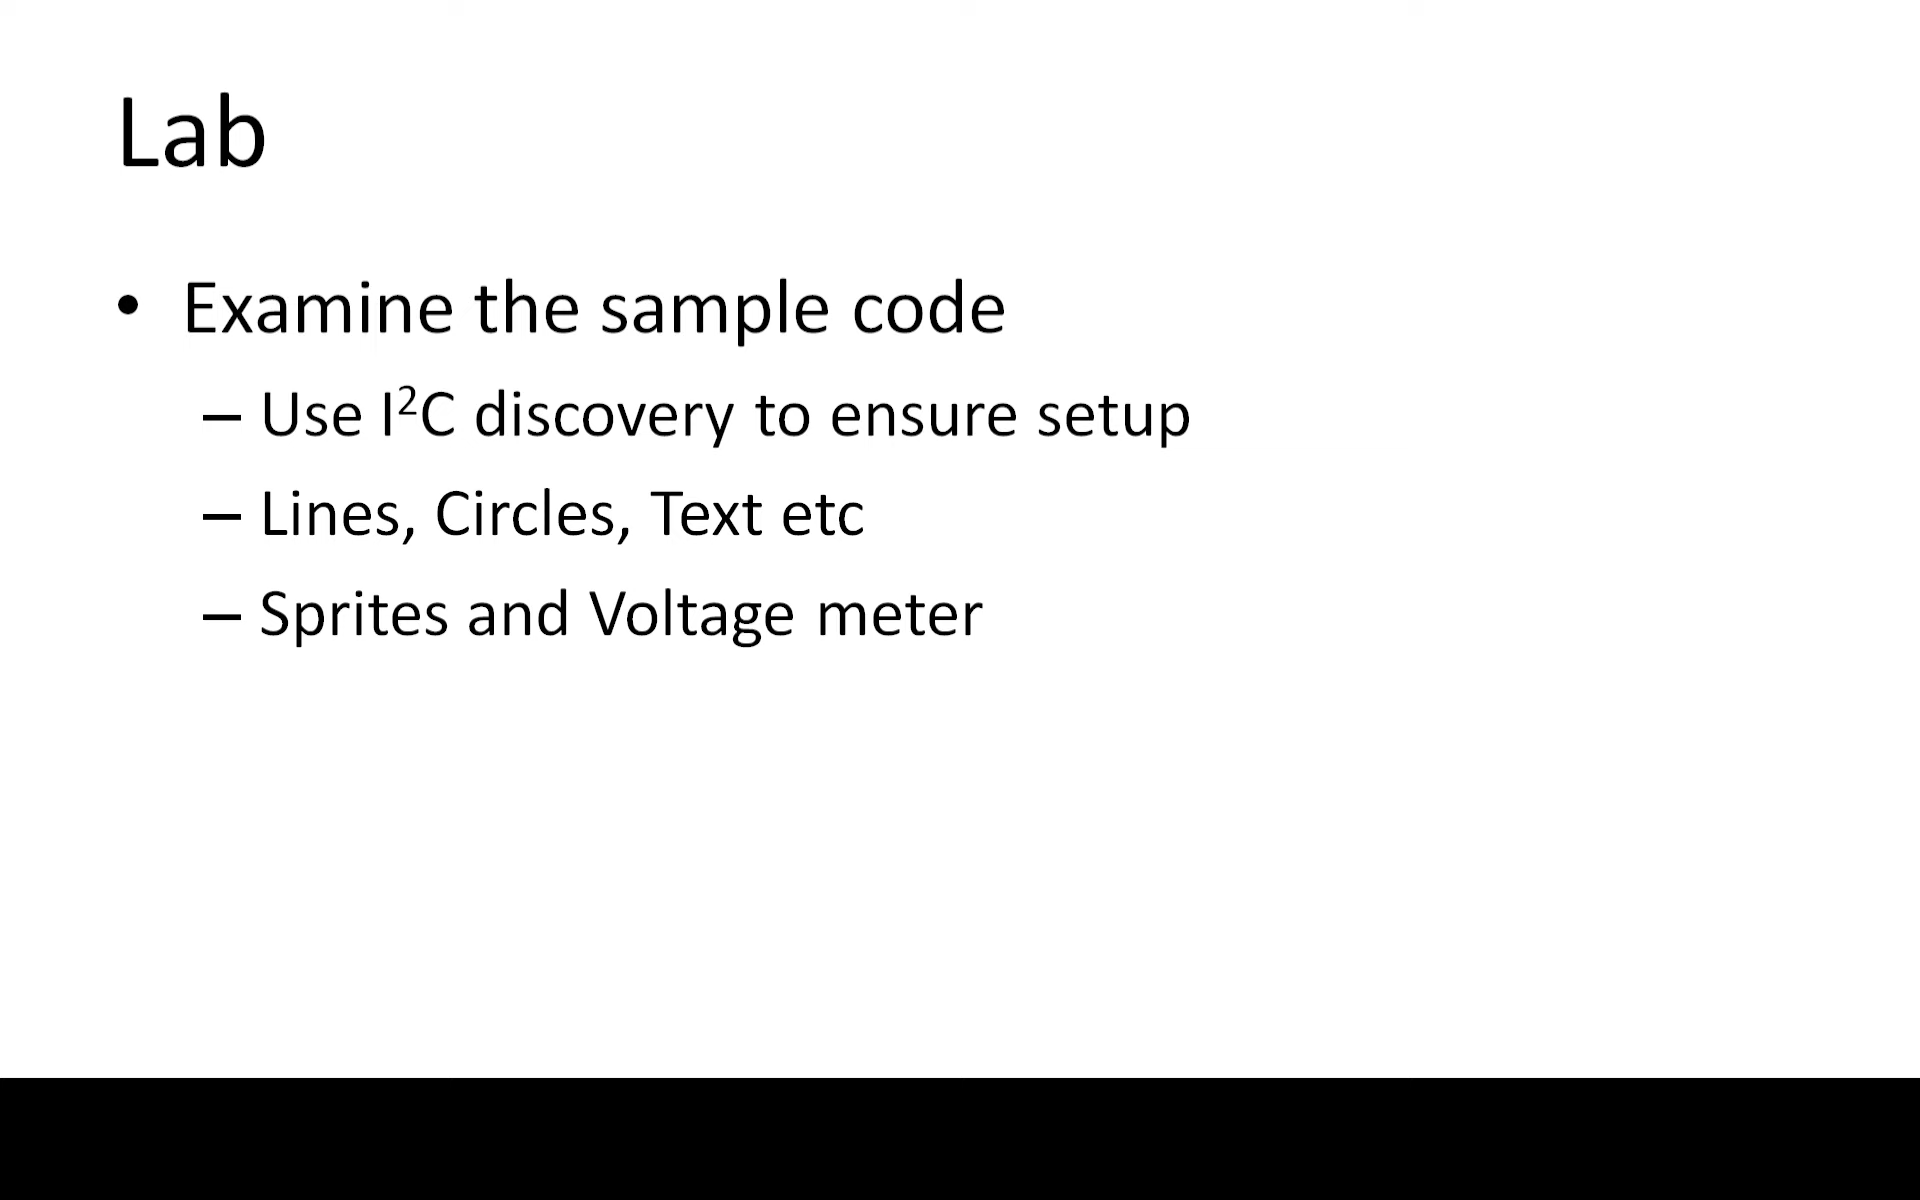 Lab
• Examine the sample code
– Use I²C discovery to ensure setup
– Lines, Circles, Text etc
– Sprites and Voltage meter